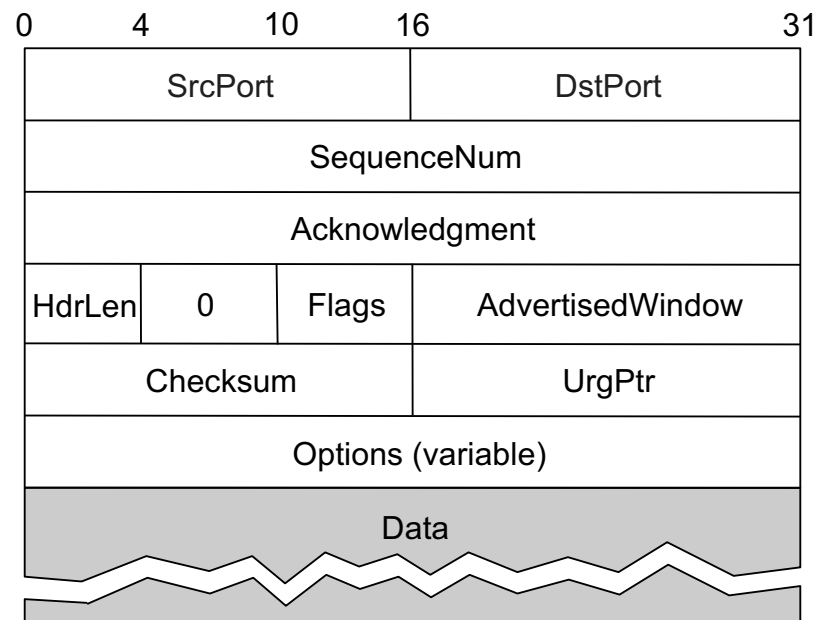 0 4 10 16 31
SrcPort DstPort
SequenceNum
Acknowledgment
HdrLen 0 Flags AdvertisedWindow
Checksum UrgPtr
Options (variable)
Data